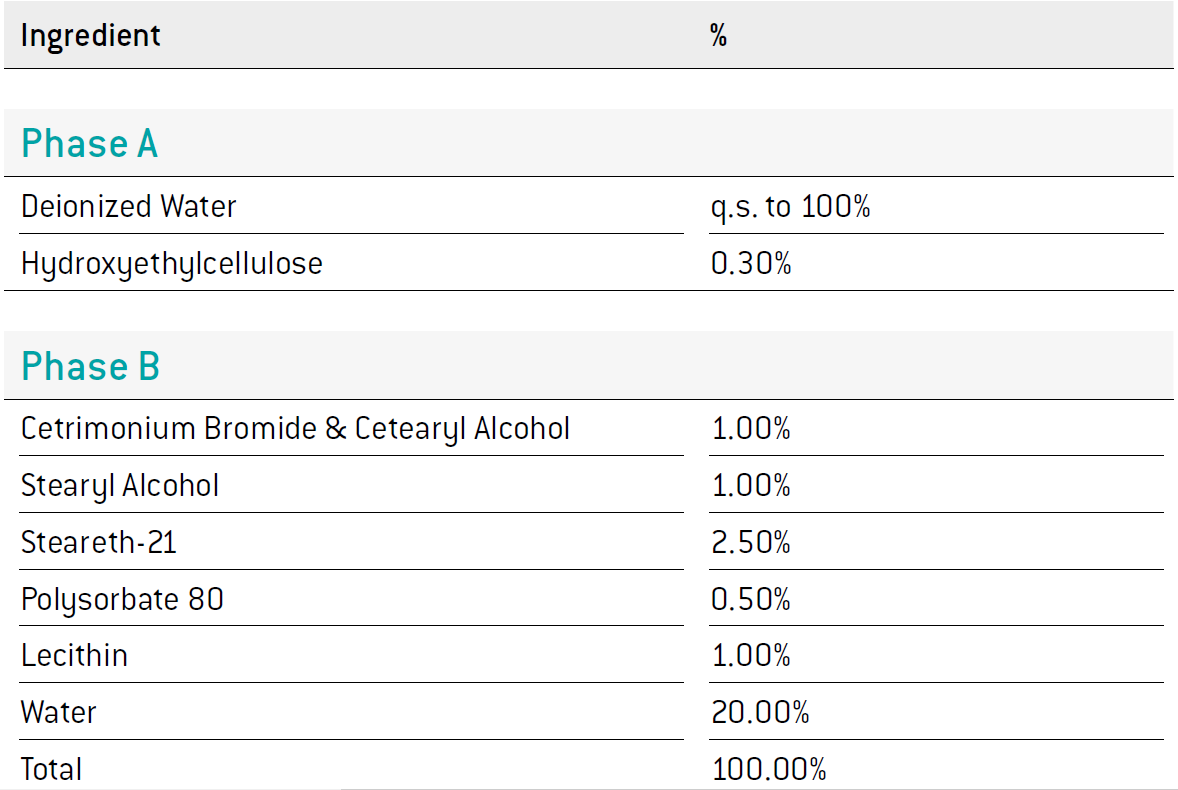 Ingredient %
Phase A
Deionized Water q.s. to 100%
Hydroxyethylcellulose 0.30%
Phase B
Cetrimonium Bromide & Cetearyl Alcohol 1.00%
Stearyl Alcohol 1.00%
Steareth-21 2.50%
Polysorbate 80 0.50%
Lecithin 1.00%
Water 20.00%
Total 100.00%